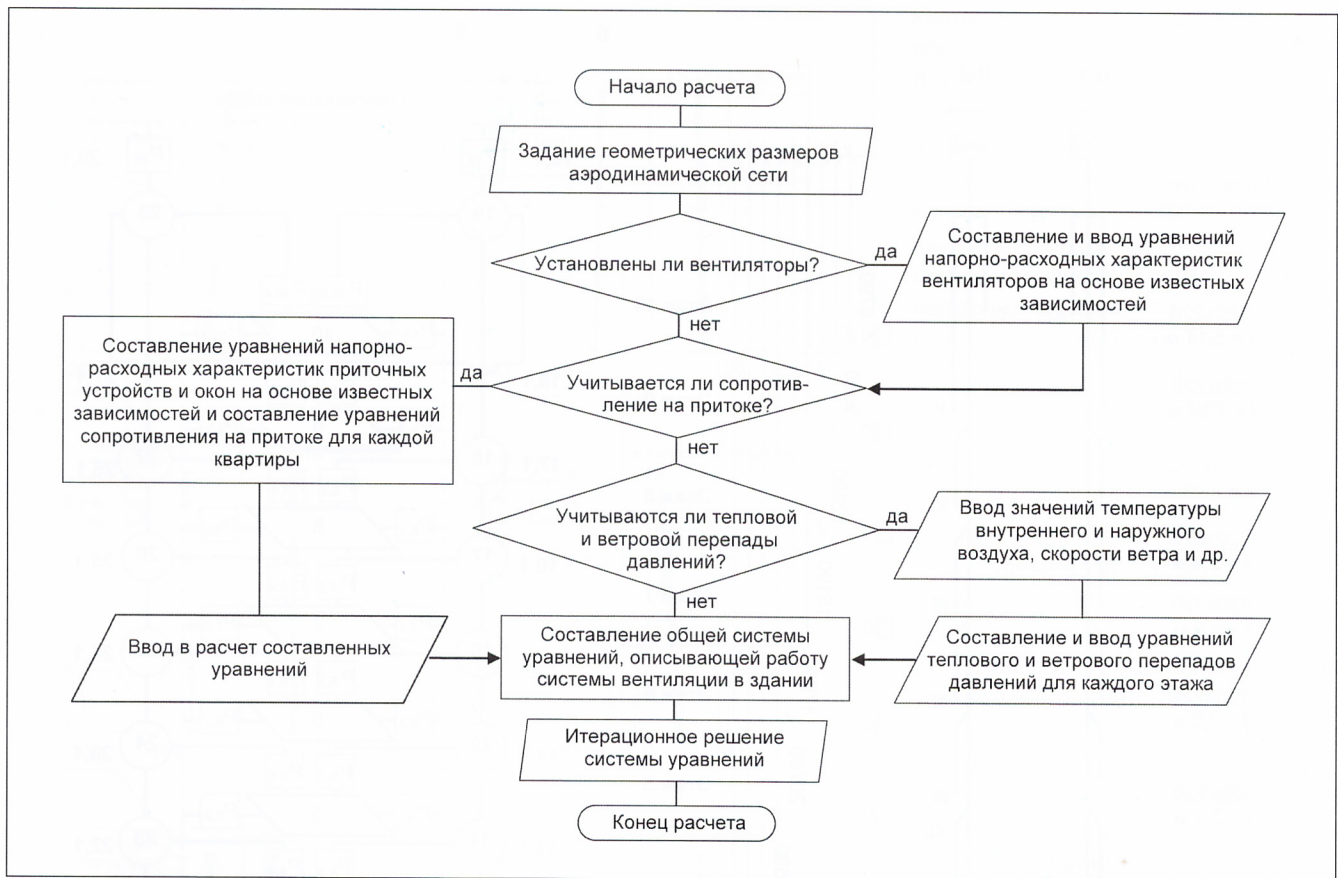 Начало расчета
Задание геометрических размеров
аэродинамической сети
Установлены ли вентиляторы?
да
Составление и ввод уравнений
напорно-расходных характеристик
вентиляторов на основе известных
зависимостей
нет
Составление уравнений напорно-
расходных характеристик приточных
устройств и окон на основе известных
зависимостей и составление уравнений
сопротивления на притоке для каждой
квартиры
да
Учитывается ли сопротив-
ление на притоке?
нет
Учитываются ли тепловой
и ветровой перепады
давлений?
да
Ввод значений температуры
внутреннего и наружного
воздуха, скорости ветра и др.
нет
Ввод в расчет составленных
уравнений
Составление общей системы
уравнений, описывающей работу
системы вентиляции в здании
Составление и ввод уравнений
теплового и ветрового перепадов
давлений для каждого этажа
Итерационное решение
системы уравнений
Конец расчета